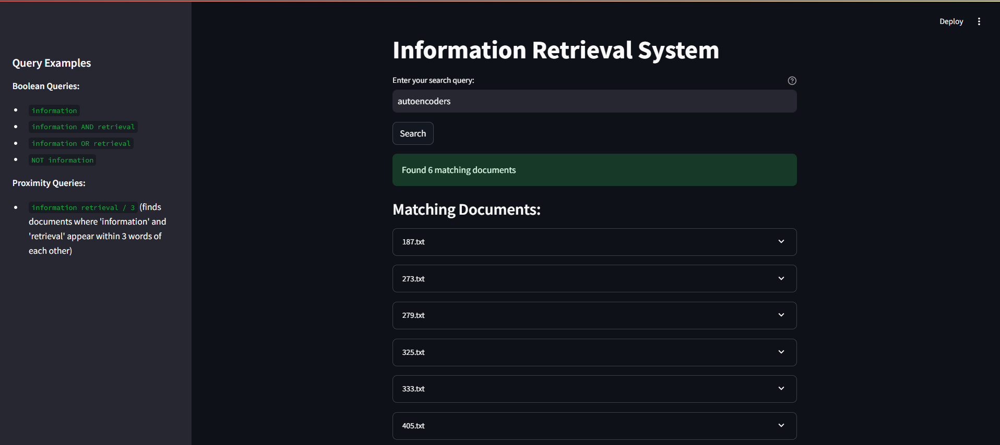 Deploy
Query Examples
Boolean Queries:
information
information AND retrieval
information OR retrieval
NOT information
Proximity Queries:
information retrieval / 3 (finds
documents where 'information' and
'retrieval' appear within 3 words of
each other)
Information Retrieval System
Enter your search query:
autoencoders
Search
Found 6 matching documents
Matching Documents:
187.txt
273.txt
279.txt
325.txt
333.txt
405.txt